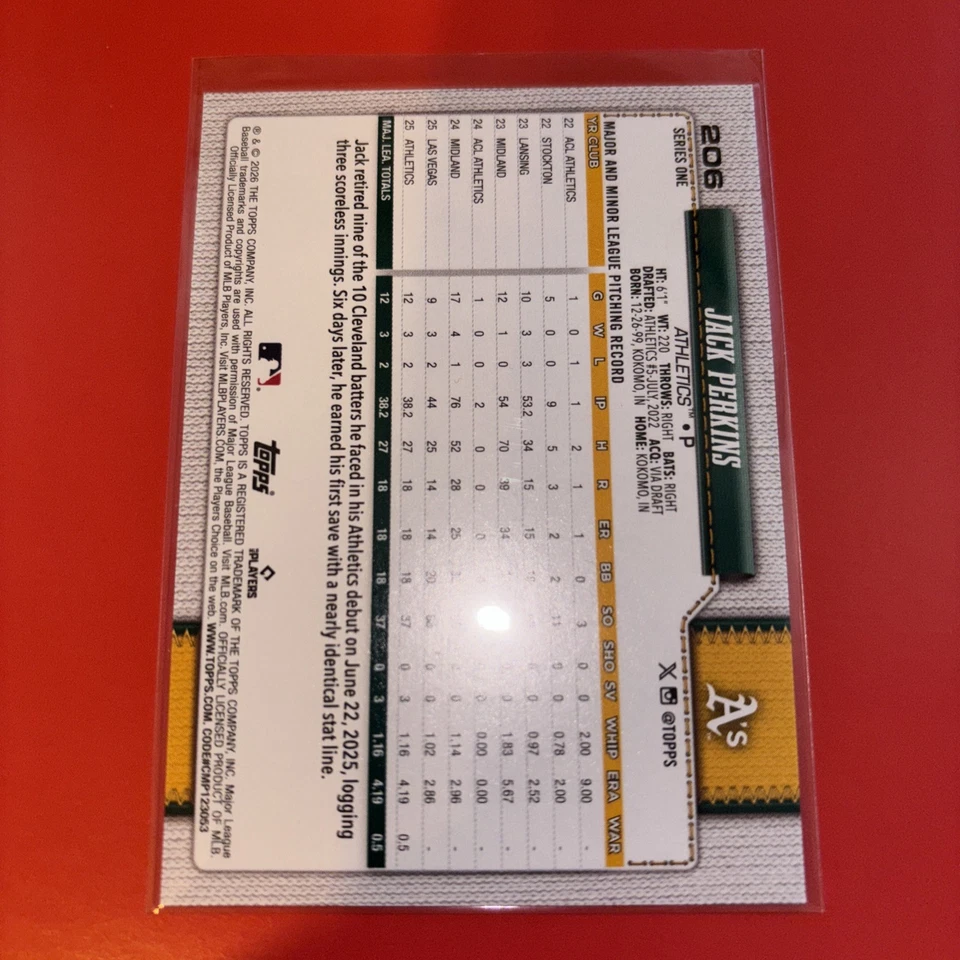 206
SERIES ONE
JACK PERKINS
ATHLETICS™ • P
HT: 6'1" WT: 220 THROWS: RIGHT BATS: RIGHT
DRAFTED: ATHLETICS #5-JULY, 2022 ACQ: VIA DRAFT
BORN: 12-26-99, KOKOMO, IN HOME: KOKOMO, IN
A's
@TOPPS
MAJOR AND MINOR LEAGUE PITCHING RECORD
YR CLUB G W L IP H R ER BB SO SHO SV WHIP ERA WAR
22 ACL ATHLETICS 1 0 1 1 2 1 1 0 3 0 0 2.00 9.00 -
22 STOCKTON 5 0 0 9 5 3 2 2 11 0 0 0.78 2.00 -
23 LANSING 10 3 3 53.2 34 15 15 0 0.97 2.52 -
23 MIDLAND 12 1 0 54 70 39 34 0 1.83 5.67 -
24 ACL ATHLETICS 1 0 0 2 0 0 0 0 0 0.00 0.00 -
24 MIDLAND 17 4 1 76 52 28 25 0 0 1.14 2.96 -
25 LAS VEGAS 9 3 2 44 25 14 14 20 0 0 1.02 2.86 -
25 ATHLETICS 12 3 2 38.2 27 18 18 18 37 0 3 1.16 4.19 0.5
MAJ. LEA. TOTALS 12 3 2 38.2 27 18 18 18 37 0 3 1.16 4.19 0.5
Jack retired nine of the 10 Cleveland batters he faced in his Athletics debut on June 22, 2025, logging
three scoreless innings. Six days later, he earned his first save with a nearly identical stat line.
topps®
PLAYERS
® & © 2026 THE TOPPS COMPANY, INC. ALL RIGHTS RESERVED. TOPPS IS A REGISTERED TRADEMARK OF THE TOPPS COMPANY, INC. Major League
Baseball trademarks and copyrights are used with permission of Major League Baseball. Visit MLB.com. OFFICIALLY LICENSED PRODUCT OF MLB
Officially Licensed Product of MLB Players, Inc. Visit MLBPLAYERS.COM, the Players Choice on the web. WWW.TOPPS.COM. CODE#CMP123053